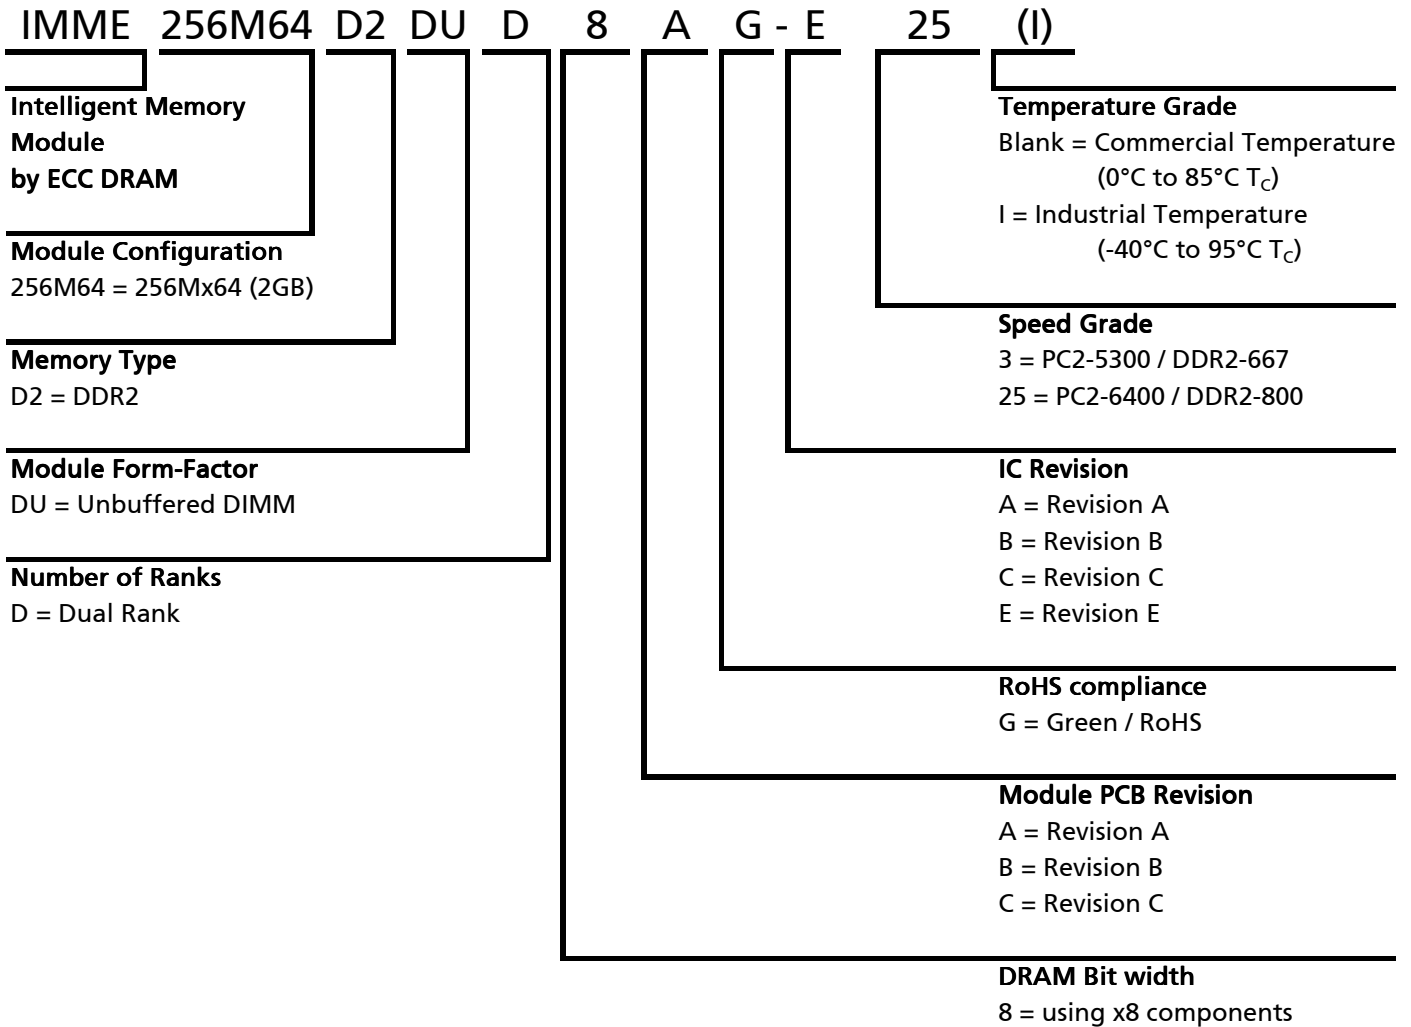 IMME 256M64 D2 DU D 8 A G - E 25 (I)
Intelligent Memory
Module
by ECC DRAM
Module Configuration
256M64 = 256Mx64 (2GB)
Memory Type
D2 = DDR2
Module Form-Factor
DU = Unbuffered DIMM
Number of Ranks
D = Dual Rank
Temperature Grade
Blank = Commercial Temperature
(0°C to 85°C TC)
I = Industrial Temperature
(-40°C to 95°C TC)
Speed Grade
3 = PC2-5300 / DDR2-667
25 = PC2-6400 / DDR2-800
IC Revision
A = Revision A
B = Revision B
C = Revision C
E = Revision E
RoHS compliance
G = Green / RoHS
Module PCB Revision
A = Revision A
B = Revision B
C = Revision C
DRAM Bit width
8 = using x8 components